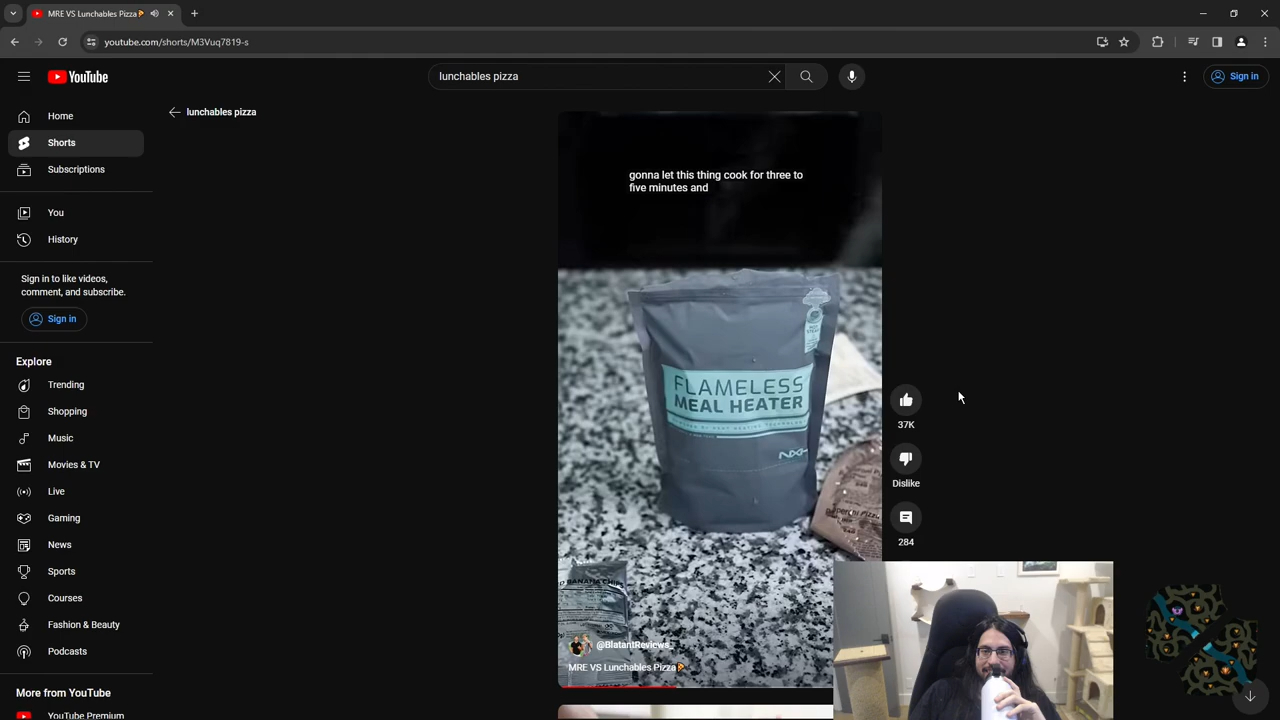 MRE VS Lunchables Pizza🍕
youtube.com/shorts/M3Vuq7819-s
YouTube
lunchables pizza
Sign in
Home
Shorts
Subscriptions
You
History
Sign in to like videos,
comment, and subscribe.
Sign in
Explore
Trending
Shopping
Music
Movies & TV
Live
Gaming
News
Sports
Courses
Fashion & Beauty
Podcasts
More from YouTube
YouTube Premium
lunchables pizza
gonna let this thing cook for three to
five minutes and
FLAMELESS
MEAL HEATER
BANANA CHIPS
@BlatantReviews
MRE VS Lunchables Pizza🍕
37K
Dislike
284